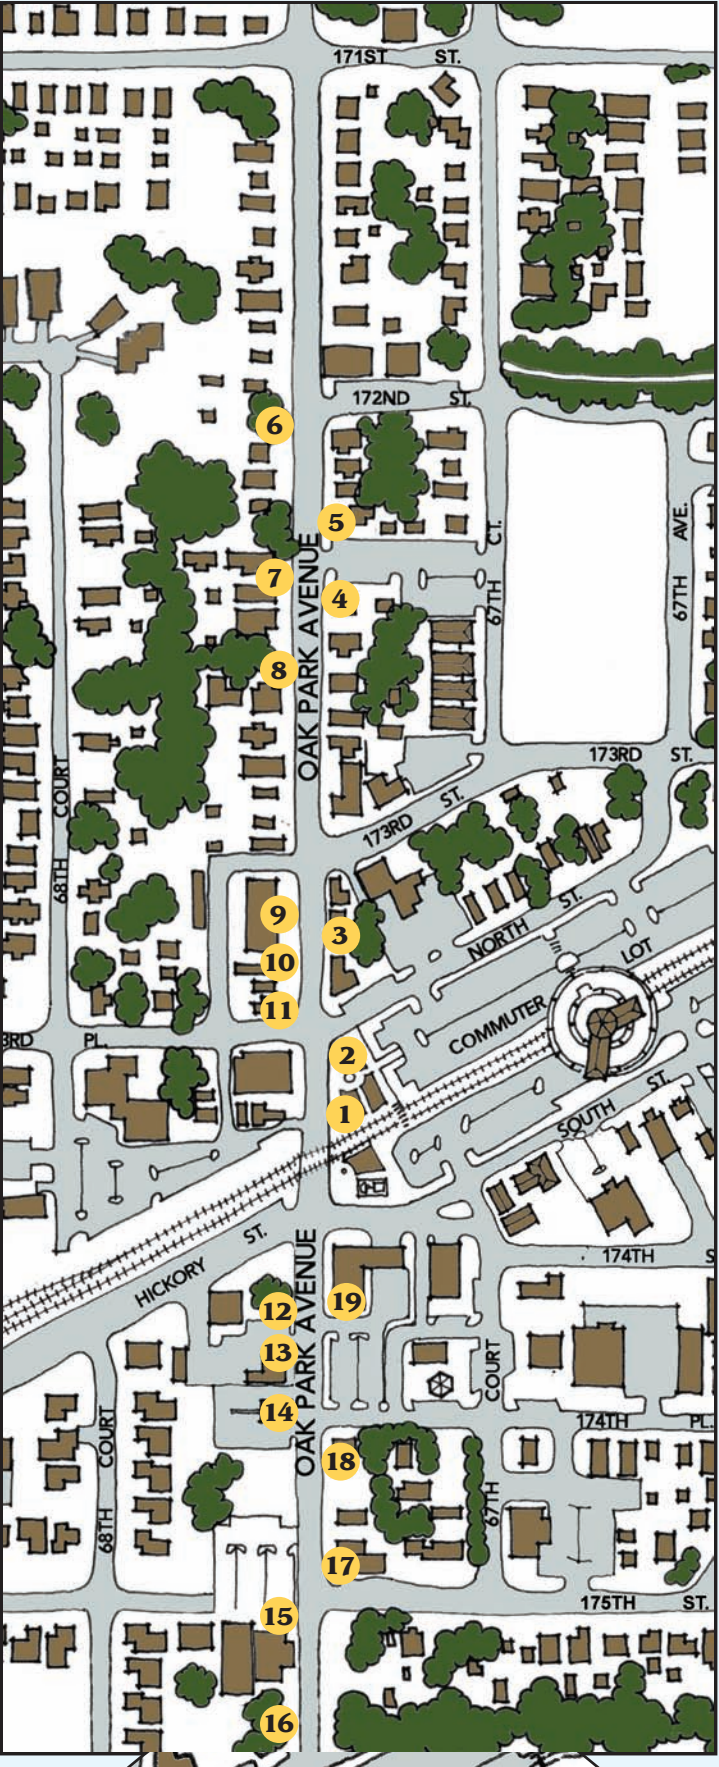 171ST ST.
172ND ST.
6
5
OAK PARK AVENUE
67TH CT.
67TH AVE.
7
4
8
68TH COURT
173RD ST.
173RD ST.
9
3
10
11
NORTH ST.
COMMUTER LOT
3RD PL.
2
1
SOUTH ST.
HICKORY ST.
174TH S
OAK PARK AVENUE
12
19
13
14
67TH COURT
68TH COURT
174TH PL.
18
17
15
175TH ST.
16